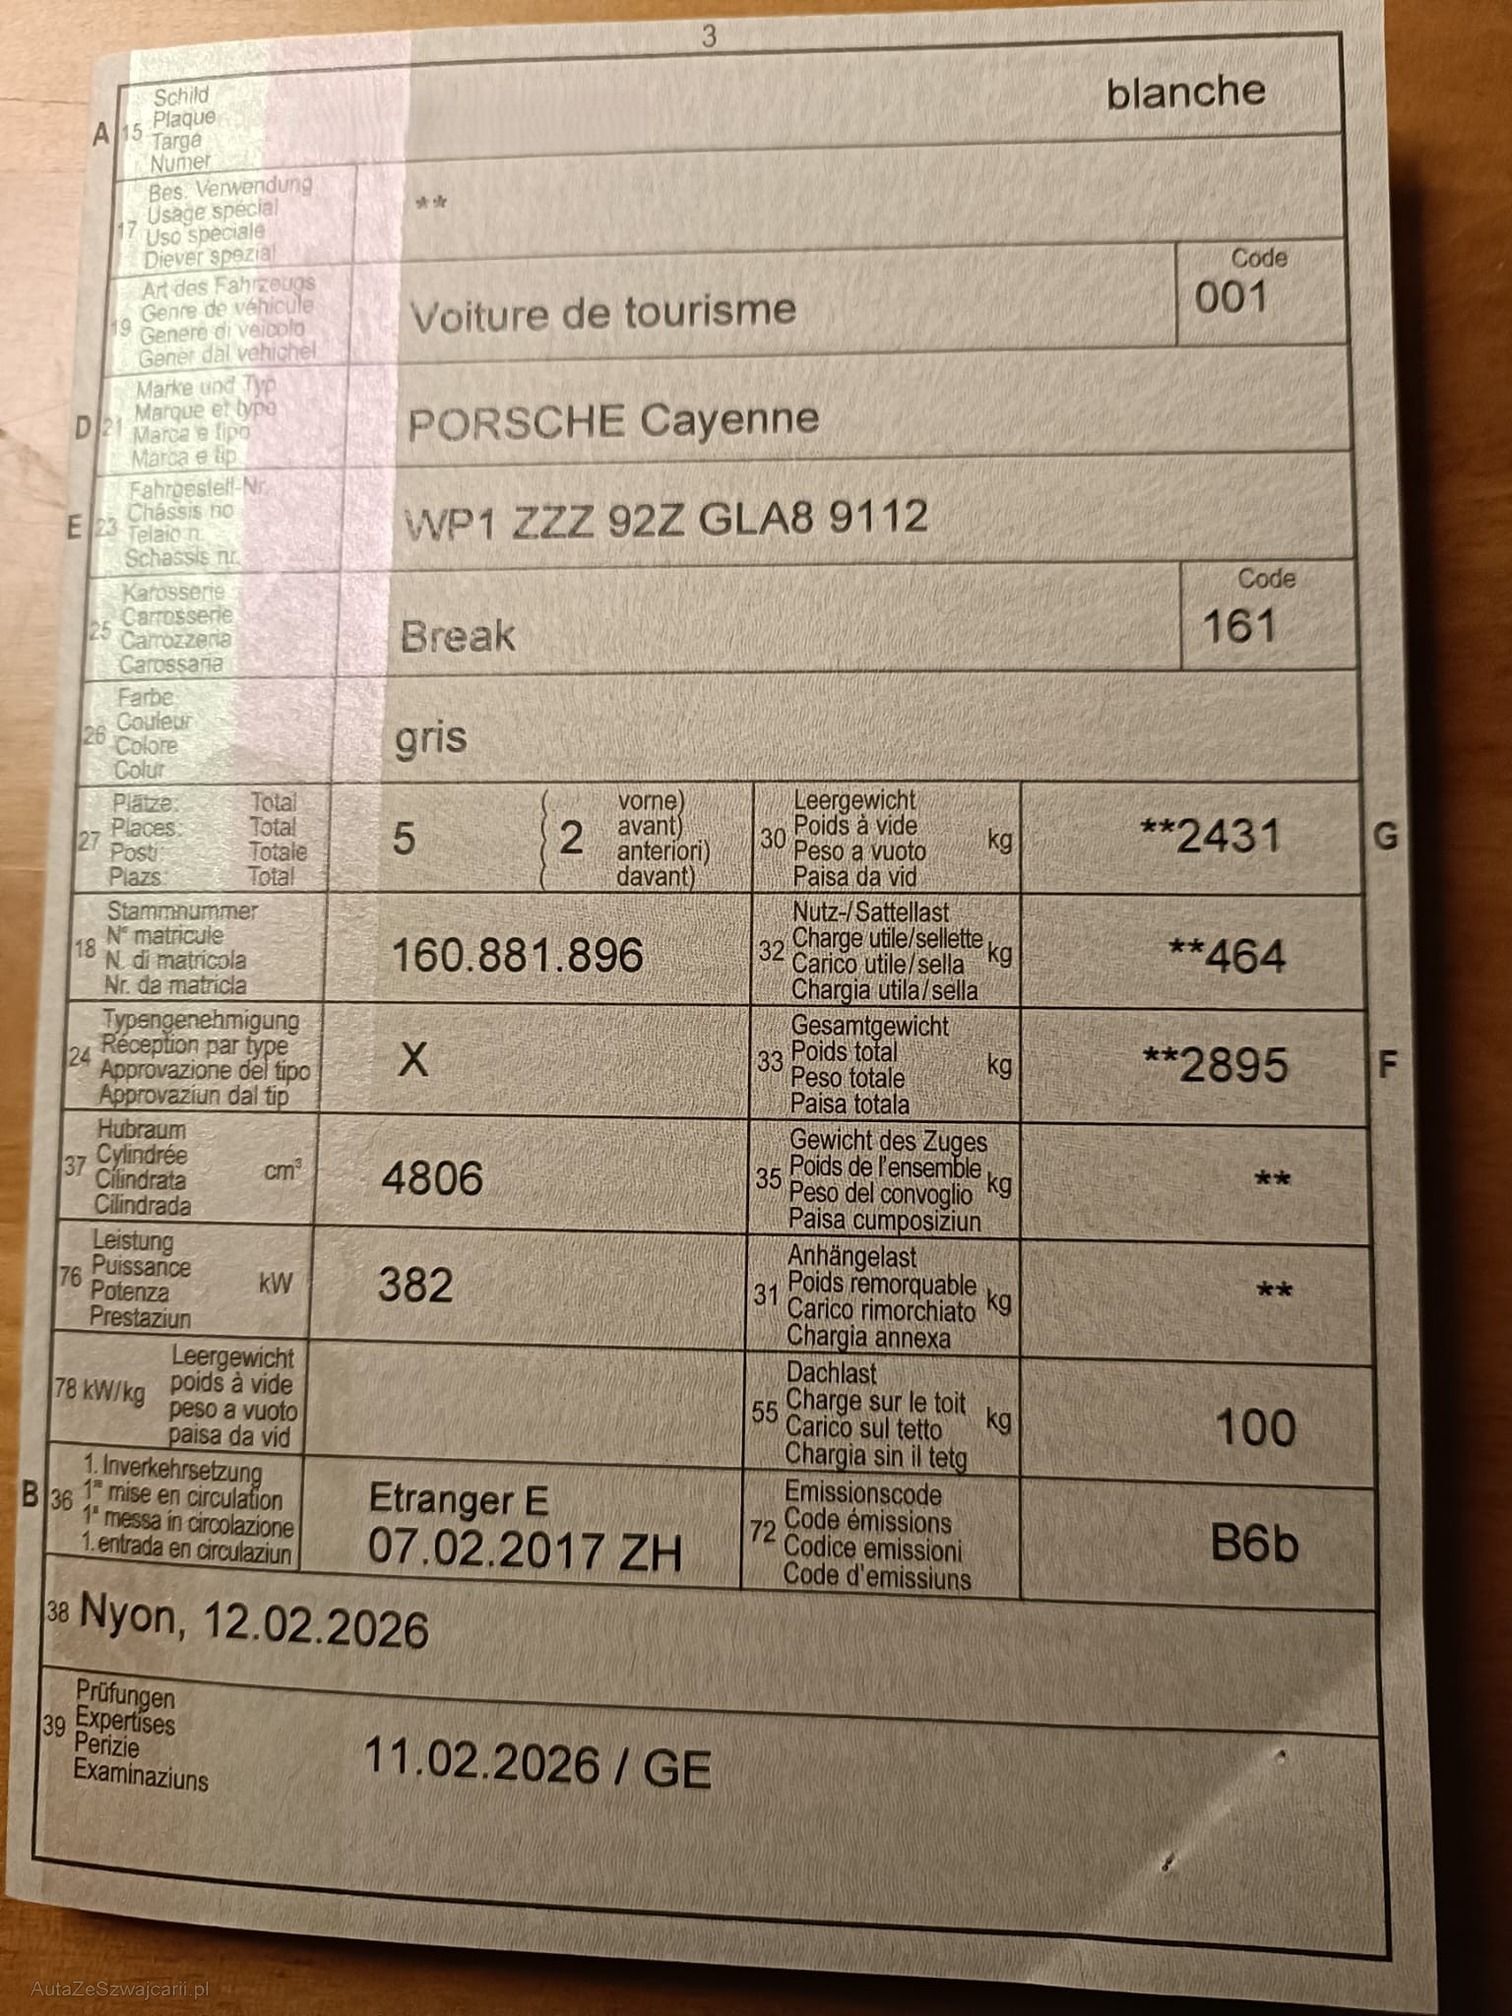 3
A 15 Schild
Plaque
Targa
Numer
blanche
17 Bes. Verwendung
Usage spécial
Uso speciale
Diever spezial
**
19 Art des Fahrzeugs
Genre de véhicule
Genere di veicolo
Gener dal vehichel
Voiture de tourisme
Code
001
D 21 Marke und Typ
Marque et type
Marca e tipo
Marca e tip
PORSCHE Cayenne
E 23 Fahrgestell-Nr.
Châssis no
Telaio n.
Schassis nr.
WP1 ZZZ 92Z GLA8 9112
25 Karosserie
Carrosserie
Carrozzeria
Carossaria
Break
Code
161
26 Farbe
Couleur
Colore
Colur
gris
27 Plätze: Total
Places: Total
Posti: Totale
Plazs: Total
5 ( 2 vorne)
avant)
anteriori)
davant)
30 Leergewicht
Poids à vide
Peso a vuoto
Paisa da vid
kg
**2431
G
18 Stammnummer
N° matricule
N. di matricola
Nr. da matricla
160.881.896
32 Nutz-/Sattellast
Charge utile/sellette
Carico utile/sella
Chargia utila/sella
kg
**464
24 Typengenehmigung
Réception par type
Approvazione del tipo
Approvaziun dal tip
X
33 Gesamtgewicht
Poids total
Peso totale
Paisa totala
kg
**2895
F
37 Hubraum
Cylindrée
Cilindrata
Cilindrada
cm³
4806
35 Gewicht des Zuges
Poids de l'ensemble
Peso del convoglio
Paisa cumposiziun
kg
**
76 Leistung
Puissance
Potenza
Prestaziun
kW
382
31 Anhängelast
Poids remorquable
Carico rimorchiato
Chargia annexa
kg
**
78 kW/kg
Leergewicht
poids à vide
peso a vuoto
paisa da vid
55 Dachlast
Charge sur le toit
Carico sul tetto
Chargia sin il tetg
kg
100
B 36 1. Inverkehrsetzung
1re mise en circulation
1a messa in circolazione
1. entrada en circulaziun
Etranger E
07.02.2017 ZH
72 Emissionscode
Code émissions
Codice emissioni
Code d'emissiuns
B6b
38 Nyon, 12.02.2026
39 Prüfungen
Expertises
Perizie
Examinaziuns
11.02.2026 / GE
AutaZeSzwajcarii.pl